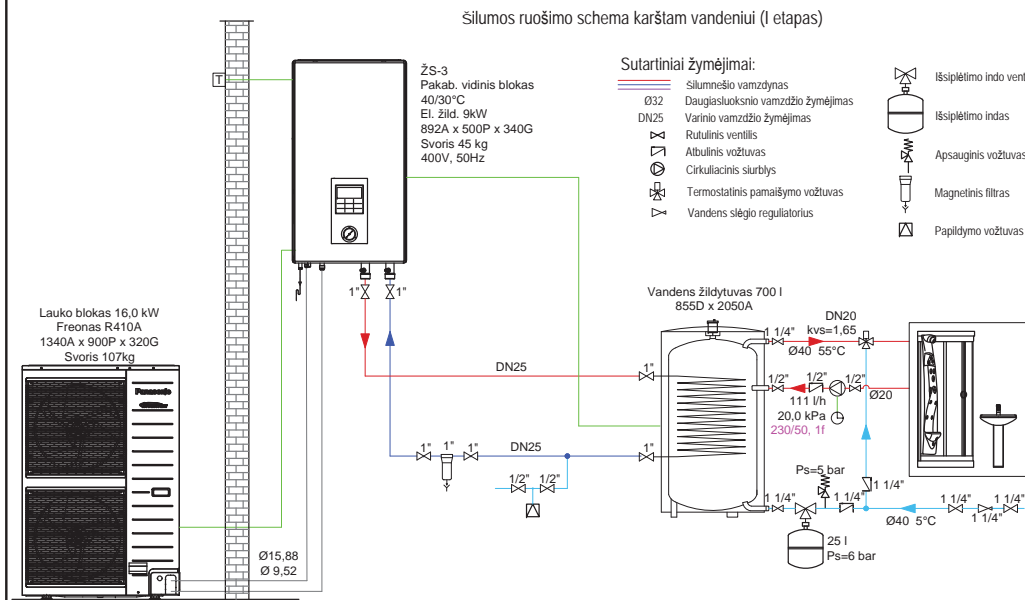 Šilumos ruošimo schema karštam vandeniui (I etapas)
T
ŽS-3
Pakab. vidinis blokas
40/30°C
El. žild. 9kW
892A x 500P x 340G
Svoris 45 kg
400V, 50Hz
Sutartiniai žymėjimai:
Šilumnešio vamzdynas
Ø32 Daugiasluoksnio vamzdžio žymėjimas
DN25 Varinio vamzdžio žymėjimas
Rutulinis ventilis
Atbulinis vožtuvas
Cirkuliacinis siurblys
Termostatinis pamaišymo vožtuvas
Vandens slėgio reguliatorius
Išsiplėtimo indo vent
Išsiplėtimo indas
Apsauginis vožtuvas
Magnetinis filtras
Papildymo vožtuvas
Lauko blokas 16,0 kW
Freonas R410A
1340A x 900P x 320G
Svoris 107kg
Panasonic
Ø15,88
Ø 9,52
1" 1"
DN25
1"
1" 1" 1"
DN25
1"
1/2" 1/2"
Vandens žildytuvas 700 l
855D x 2050A
1 1/4"
DN20
kvs=1,65
Ø40 55°C
1/2" 1/2" 1/2"
Ø20
111 l/h
20,0 kPa
230/50, 1f
Ps=5 bar
1 1/4"
1 1/4"
1 1/4"
Ø40 5°C
1 1/4"
1 1/4"
1 1/4"
25 l
Ps=6 bar